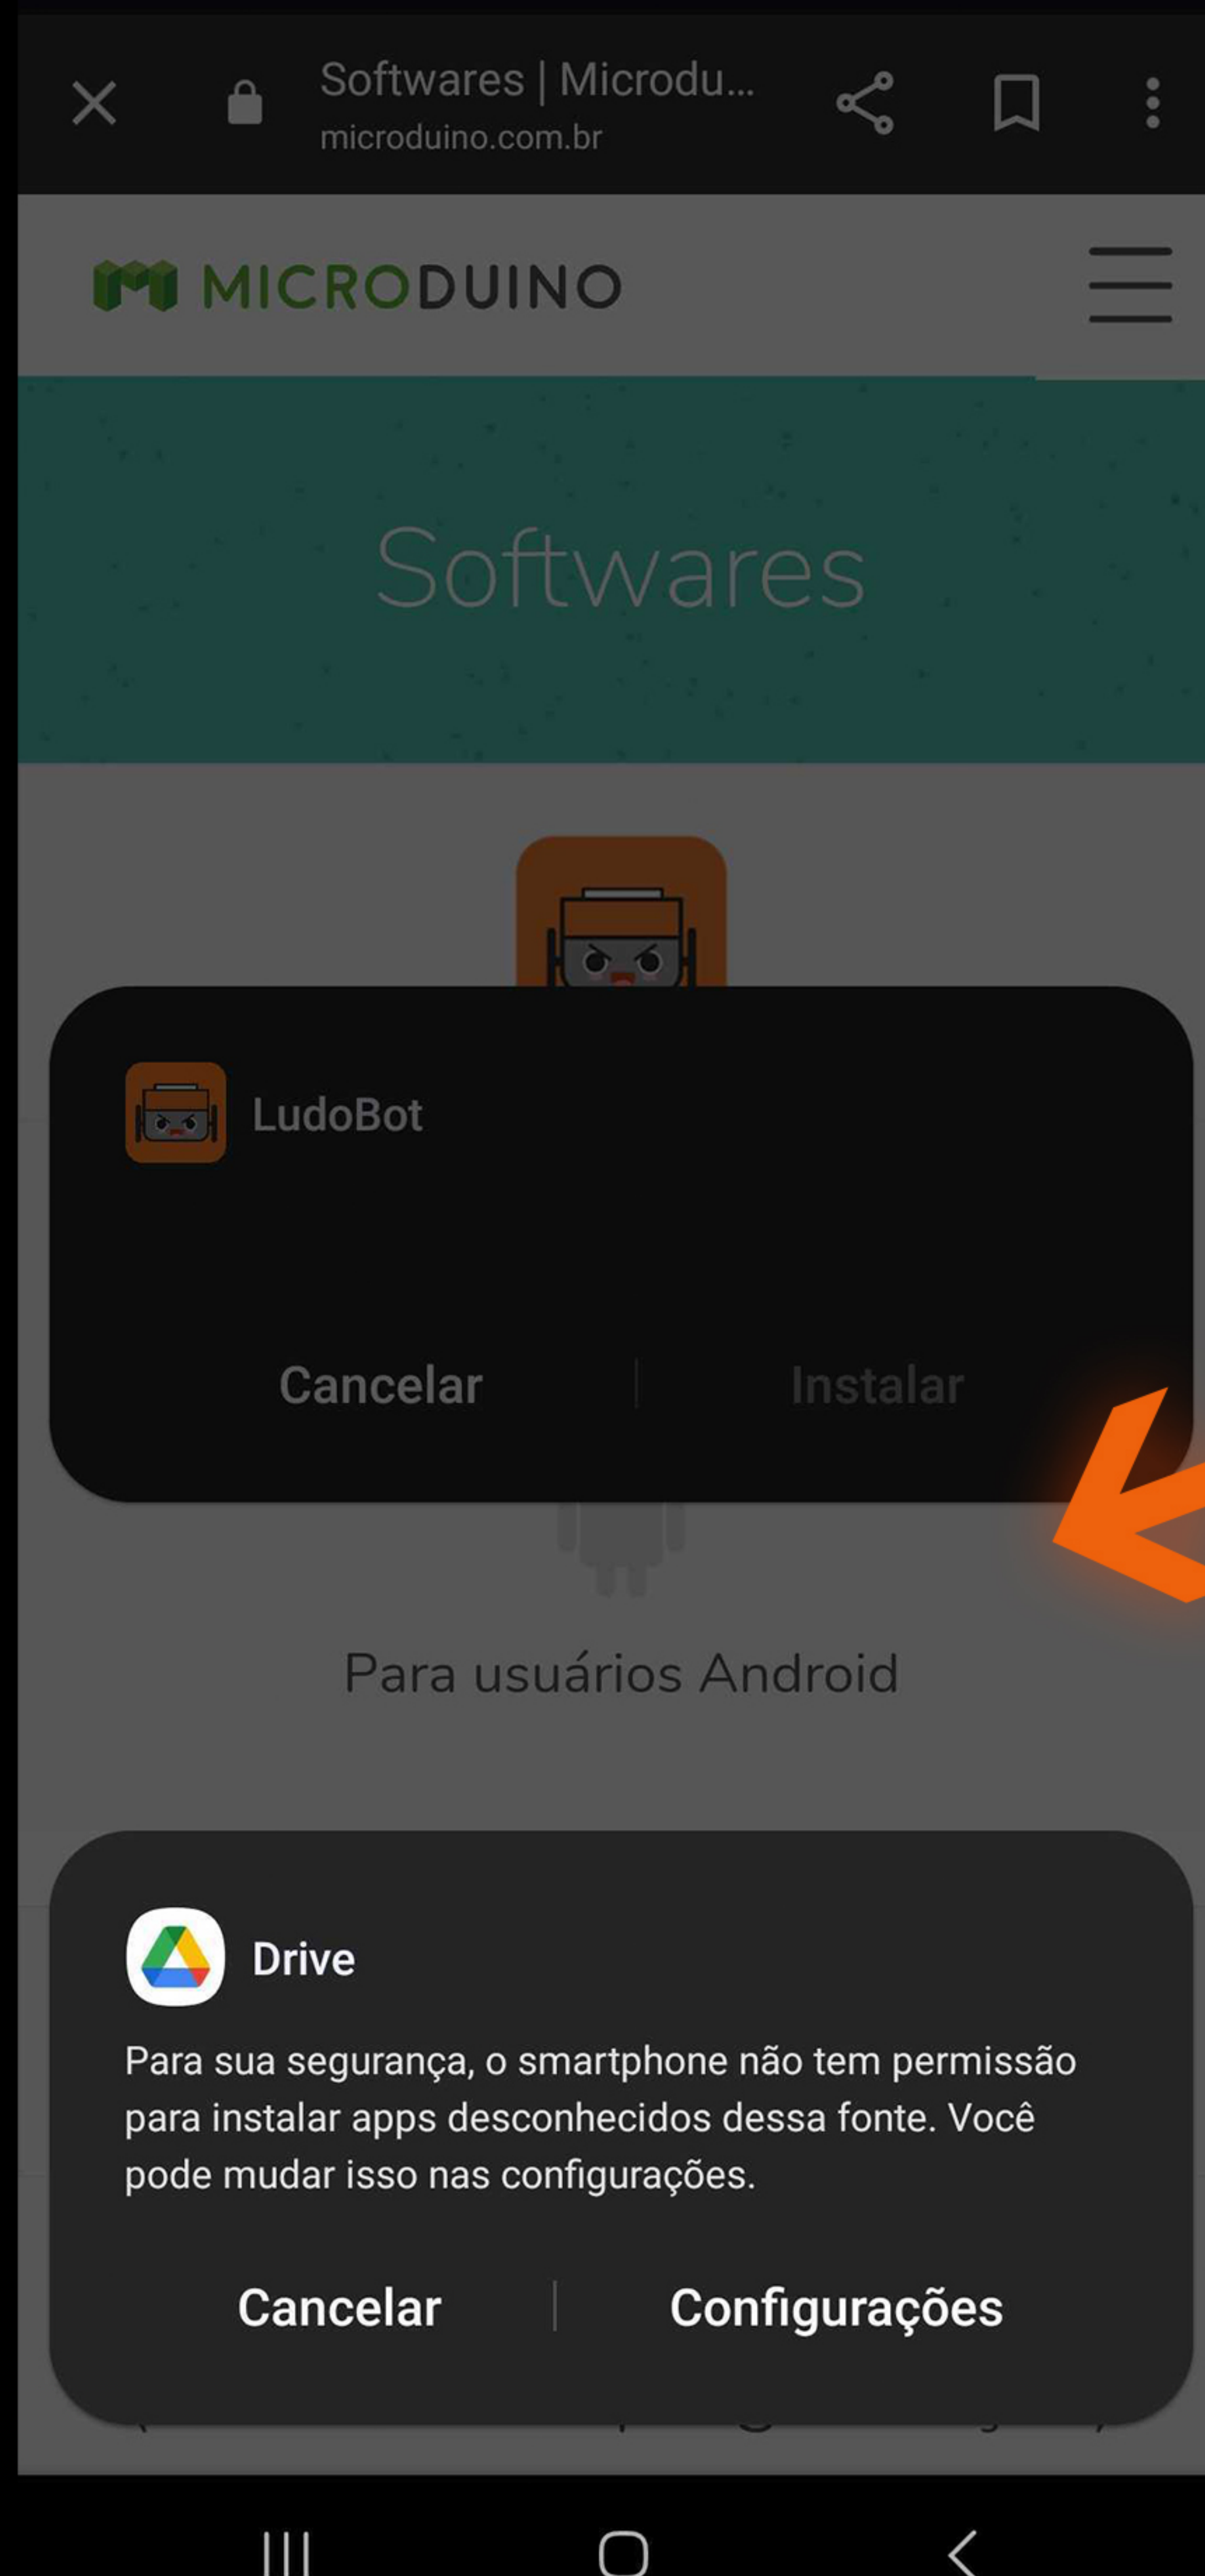 Softwares | Microdu...
microduino.com.br
MICRODUINO
Softwares
LudoBot
Cancelar
Instalar
Para usuários Android
Drive
Para sua segurança, o smartphone não tem permissão
para instalar apps desconhecidos dessa fonte. Você
pode mudar isso nas configurações.
Cancelar
Configurações